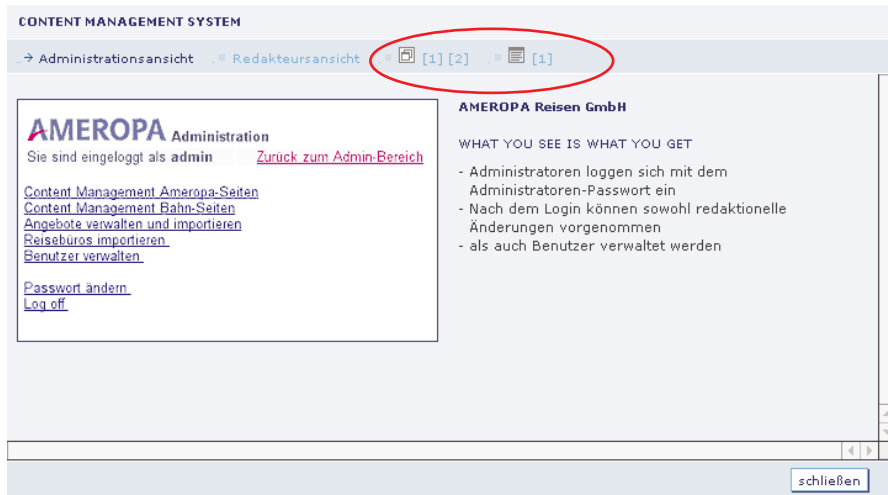 CONTENT MANAGEMENT SYSTEM
Administrationsansicht Redakteursansicht [1] [2] [1]
AMEROPA Administration
Sie sind eingeloggt als admin Zurück zum Admin-Bereich
Content Management Ameropa-Seiten
Content Management Bahn-Seiten
Angebote verwalten und importieren
Reisebüros importieren
Benutzer verwalten
Passwort ändern
Log off
AMEROPA Reisen GmbH
WHAT YOU SEE IS WHAT YOU GET
- Administratoren loggen sich mit dem
Administratoren-Passwort ein
- Nach dem Login können sowohl redaktionelle
Änderungen vorgenommen
- als auch Benutzer verwaltet werden
schließen